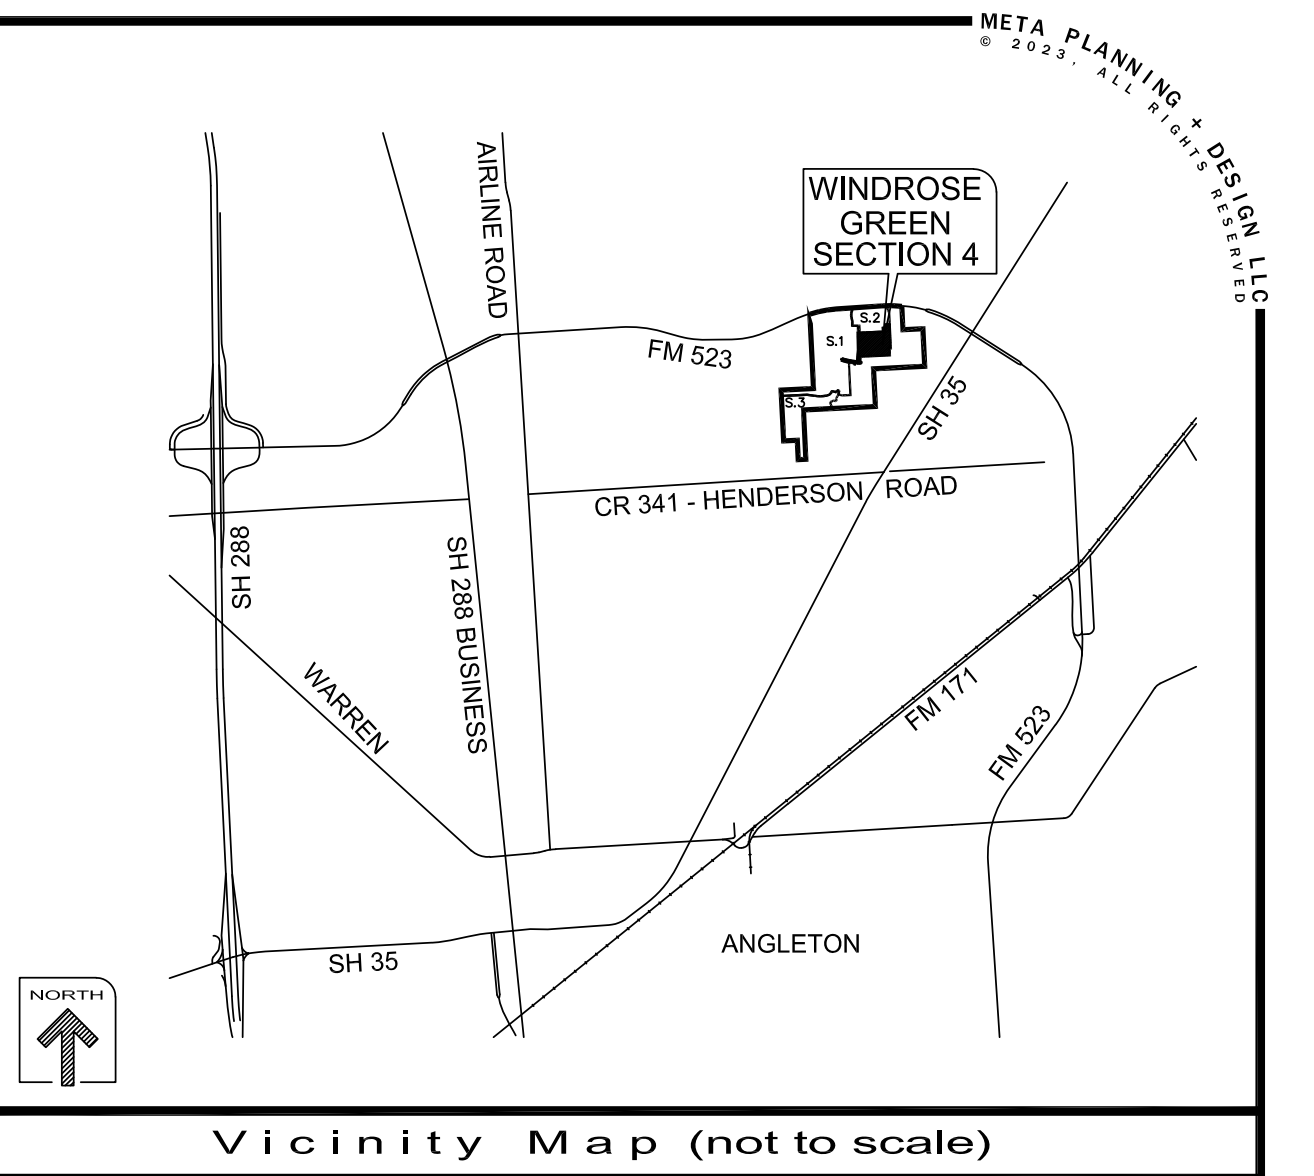 META PLANNING + DESIGN LLC
© 2023, ALL RIGHTS RESERVED
AIRLINE ROAD
WINDROSE
GREEN
SECTION 4
S.2
S.1
FM 523
S.3
SH 35
CR 341 - HENDERSON ROAD
SH 288
SH 288 BUSINESS
WARREN
FM 171
FM 523
ANGLETON
SH 35
NORTH
Vicinity Map (not to scale)